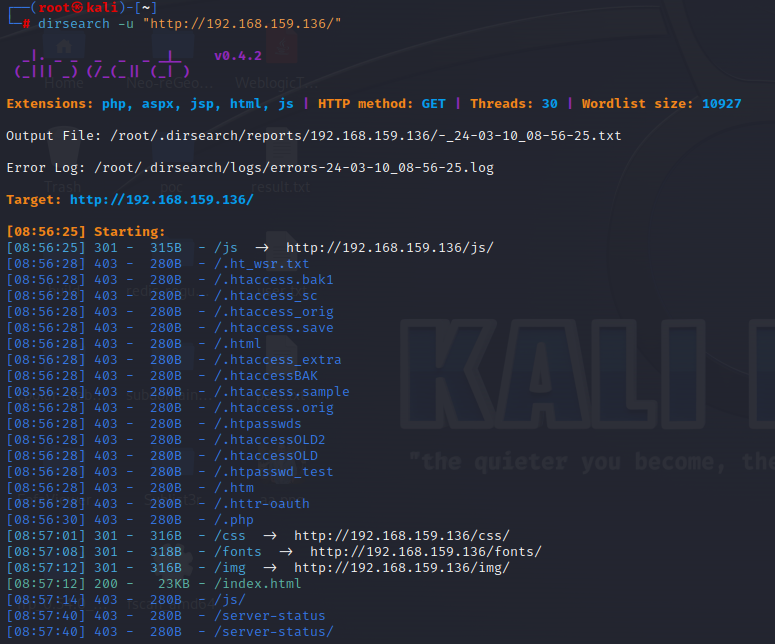 ┌──(root㉿kali)-[~]
└─# dirsearch -u "http://192.168.159.136/"
_|. _ _  _  _  _ _|_    v0.4.2
(_||| _) (/_(_|| (_| )
Extensions: php, aspx, jsp, html, js | HTTP method: GET | Threads: 30 | Wordlist size: 10927
Output File: /root/.dirsearch/reports/192.168.159.136/-_24-03-10_08-56-25.txt
Error Log: /root/.dirsearch/logs/errors-24-03-10_08-56-25.log
Target: http://192.168.159.136/
[08:56:25] Starting:
[08:56:25] 301 -  315B  - /js  →  http://192.168.159.136/js/
[08:56:28] 403 -  280B  - /.ht_wsr.txt
[08:56:28] 403 -  280B  - /.htaccess.bak1
[08:56:28] 403 -  280B  - /.htaccess_sc
[08:56:28] 403 -  280B  - /.htaccess_orig
[08:56:28] 403 -  280B  - /.htaccess.save
[08:56:28] 403 -  280B  - /.html
[08:56:28] 403 -  280B  - /.htaccess_extra
[08:56:28] 403 -  280B  - /.htaccessBAK
[08:56:28] 403 -  280B  - /.htaccess.sample
[08:56:28] 403 -  280B  - /.htaccess.orig
[08:56:28] 403 -  280B  - /.htpasswds
[08:56:28] 403 -  280B  - /.htaccessOLD2
[08:56:28] 403 -  280B  - /.htaccessOLD
[08:56:28] 403 -  280B  - /.htpasswd_test
[08:56:28] 403 -  280B  - /.htm
[08:56:28] 403 -  280B  - /.httr-oauth
[08:56:30] 403 -  280B  - /.php
[08:57:01] 301 -  316B  - /css  →  http://192.168.159.136/css/
[08:57:08] 301 -  318B  - /fonts  →  http://192.168.159.136/fonts/
[08:57:12] 301 -  316B  - /img  →  http://192.168.159.136/img/
[08:57:12] 200 -   23KB - /index.html
[08:57:14] 403 -  280B  - /js/
[08:57:40] 403 -  280B  - /server-status
[08:57:40] 403 -  280B  - /server-status/
Home
Trash
poc
result.txt
KALI
"the quieter you become, the